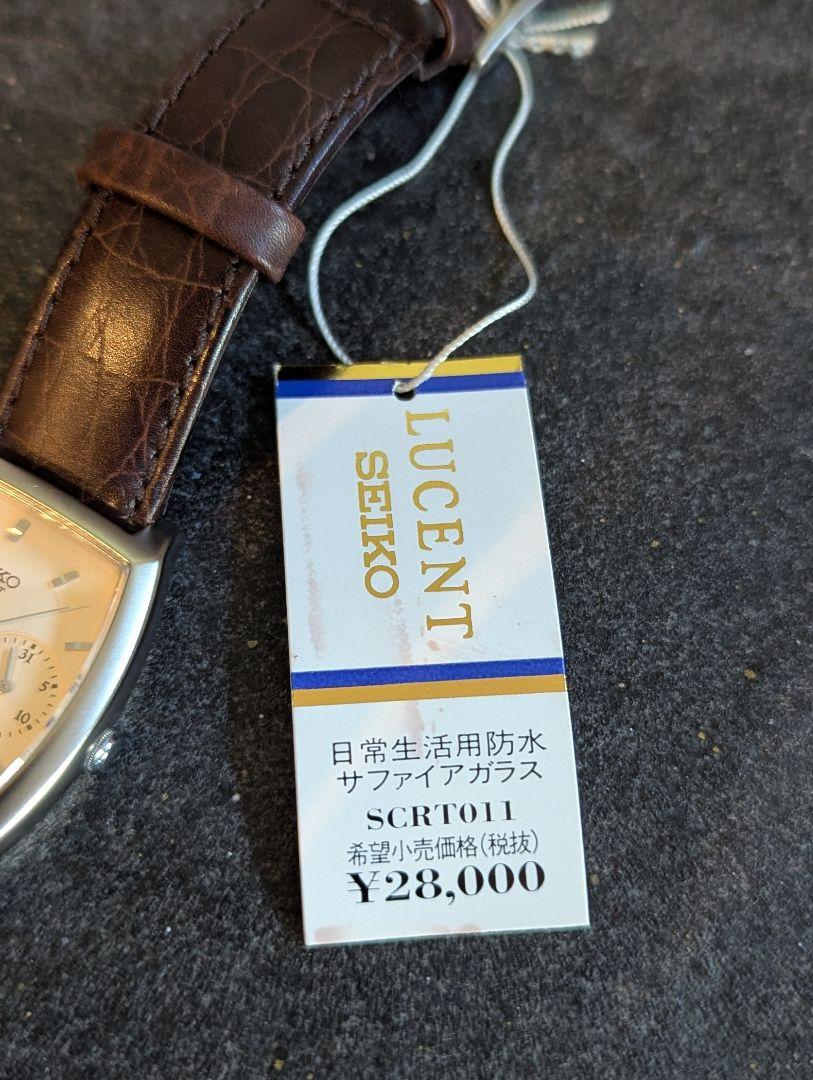 LUCENT
SEIKO
日常生活用防水
サファイアガラス
SCRT011
希望小売価格(税抜)
¥28,000
31
5
10